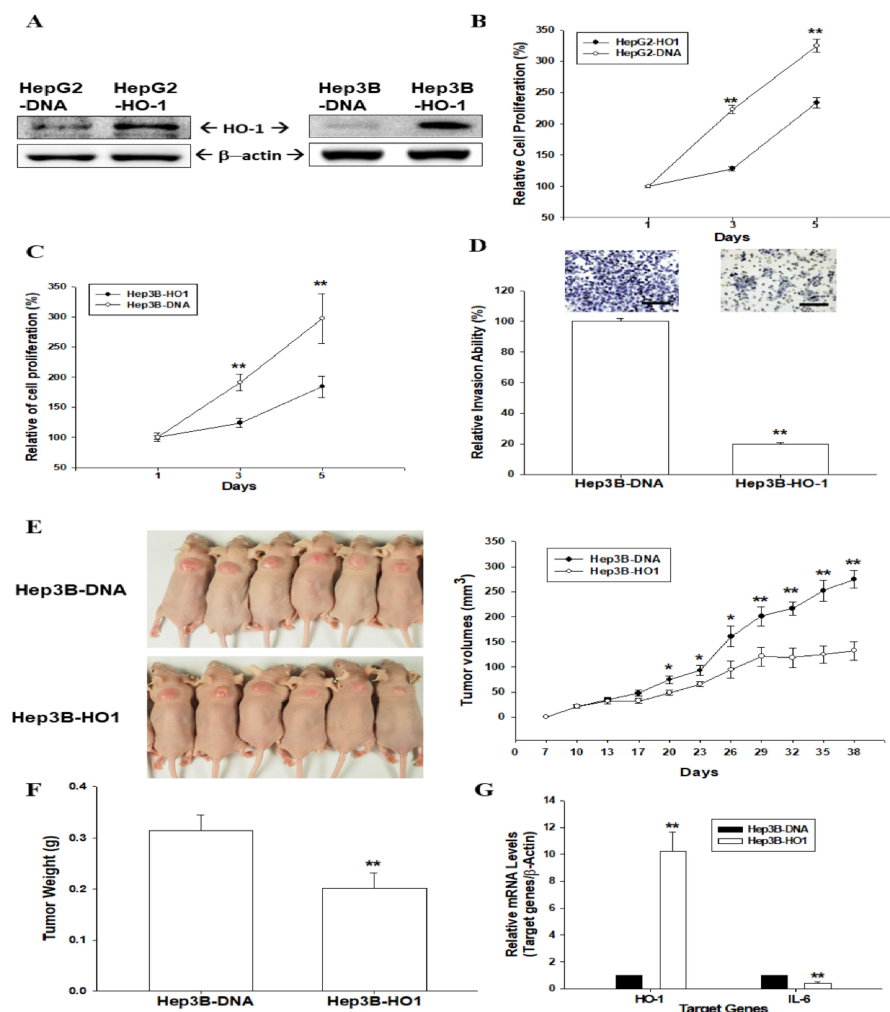 A
HepG2 HepG2
-DNA -HO-1
Hep3B Hep3B
-DNA -HO-1
← HO-1 →
← β–actin →
B
Relative Cell Proliferation (%)
350
300
250
200
150
100
50
HepG2-HO1
HepG2-DNA
**
**
1 3 5
Days
C
Relative of cell proliferation (%)
350
300
250
200
150
100
50
Hep3B-HO1
Hep3B-DNA
**
**
1 3 5
Days
D
Relative Invasion Ability (%)
120
100
80
60
40
20
0
**
Hep3B-DNA Hep3B-HO-1
E
Hep3B-DNA
Hep3B-HO1
Tumor volumes (mm³)
350
300
250
200
150
100
50
0
Hep3B-DNA
Hep3B-HO1
* * * ** ** ** **
0 7 10 13 17 20 23 26 29 32 35 38
Days
F
Tumor Weight (g)
0.4
0.3
0.2
0.1
0.0
**
Hep3B-DNA Hep3B-HO1
G
Relative mRNA Levels
(Target genes/β-Actin)
14
12
10
8
6
4
2
0
Hep3B-DNA
Hep3B-HO1
**
**
HO-1 IL-6
Target Genes